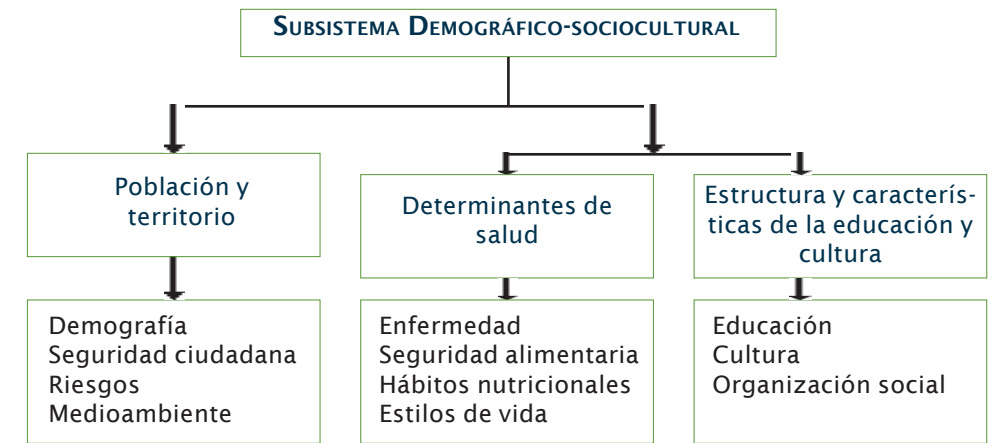 SUBSISTEMA DEMOGRÁFICO-SOCIOCULTURAL
Población y
territorio
Determinantes de
salud
Estructura y caracterís-
ticas de la educación y
cultura
Demografía
Seguridad ciudadana
Riesgos
Medioambiente
Enfermedad
Seguridad alimentaria
Hábitos nutricionales
Estilos de vida
Educación
Cultura
Organización social